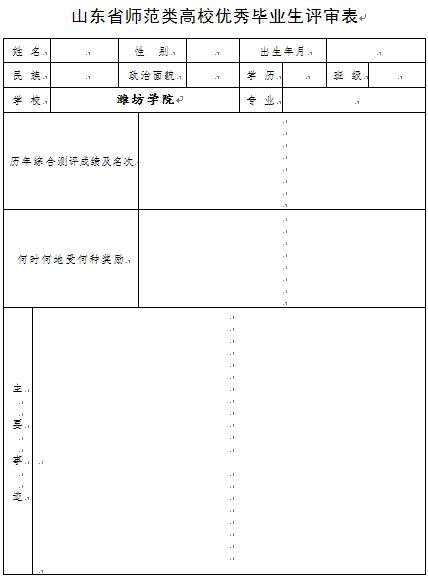 山东省师范类高校优秀毕业生评审表
姓 名 性 别 出生年月
民 族 政治面貌 学 历 班 级
学 校 潍坊学院 专 业
历年综合测评成绩及名次
何时何地受何种奖励
主
要
事
迹